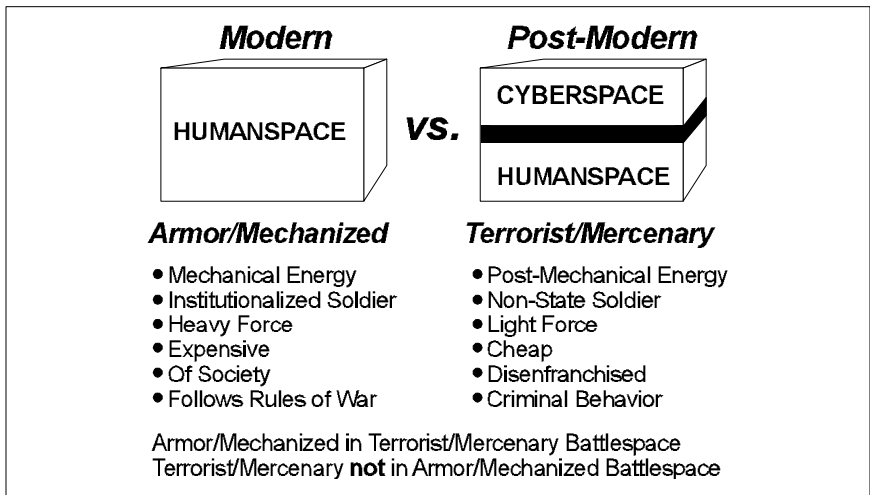 Modern
Post-Modern
HUMANSPACE
vs.
CYBERSPACE
HUMANSPACE
Armor/Mechanized
• Mechanical Energy
• Institutionalized Soldier
• Heavy Force
• Expensive
• Of Society
• Follows Rules of War
Terrorist/Mercenary
• Post-Mechanical Energy
• Non-State Soldier
• Light Force
• Cheap
• Disenfranchised
• Criminal Behavior
Armor/Mechanized in Terrorist/Mercenary Battlespace
Terrorist/Mercenary not in Armor/Mechanized Battlespace